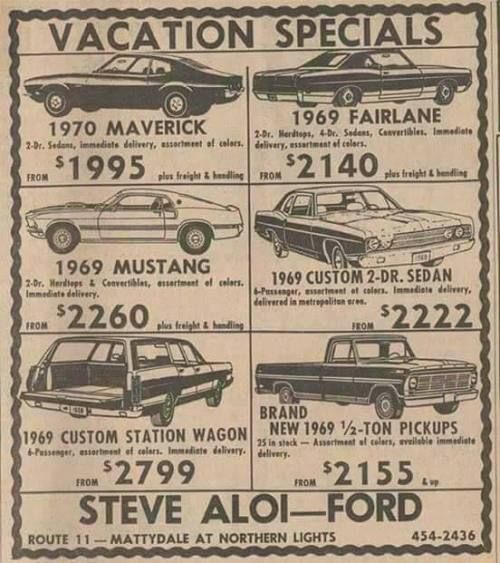 VACATION SPECIALS
1970 MAVERICK
2-Dr. Sedans, immediate delivery, assortment of colors.
FROM $1995 plus freight & handling
1969 FAIRLANE
2-Dr. Hardtops, 4-Dr. Sedans, Convertibles. Immediate
delivery, assortment of colors.
FROM $2140 plus freight & handling
1969 MUSTANG
2-Dr. Hardtops & Convertibles, assortment of colors.
Immediate delivery.
FROM $2260 plus freight & handling
1969 CUSTOM 2-DR. SEDAN
6-Passenger, assortment of colors. Immediate delivery,
delivered in metropolitan area.
FROM $2222
1969 CUSTOM STATION WAGON
6-Passenger, assortment of colors. Immediate delivery.
FROM $2799
BRAND
NEW 1969 ½-TON PICKUPS
25 in stock — Assortment of colors, available immediate
delivery.
FROM $2155 & up
STEVE ALOI—FORD
ROUTE 11 — MATTYDALE AT NORTHERN LIGHTS 454-2436